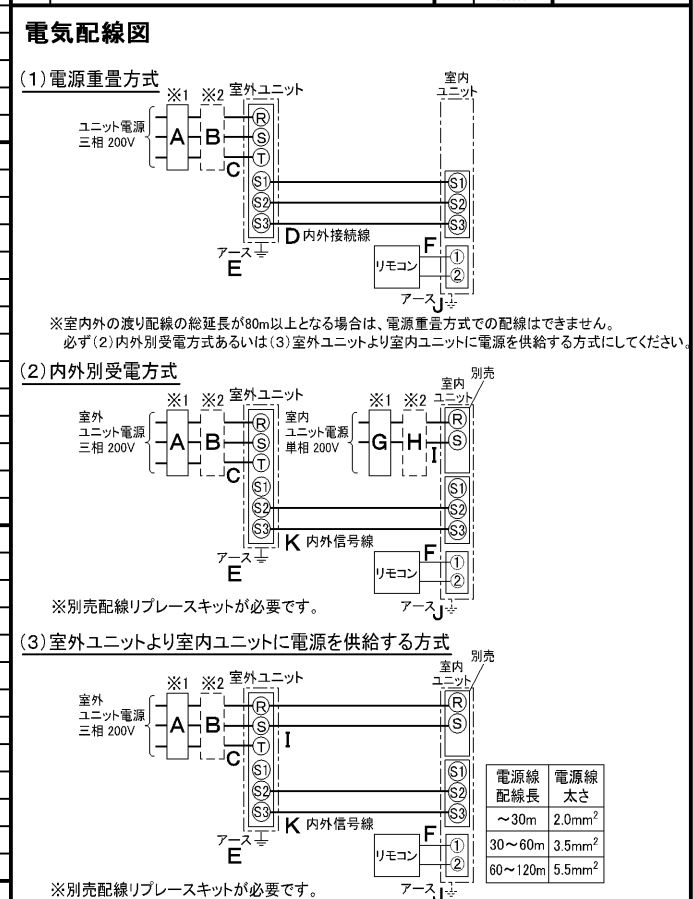 電気配線図
(1)電源重畳方式
※1 ※2 室外ユニット
室内
ユニット
ユニット電源
三相 200V
A B C
R
S
T
S1
S2
S3
S1
S2
S3
D 内外接続線
アース
E
リモコン
F
①
②
アース J
※室内外の渡り配線の総延長が80m以上となる場合は、電源重畳方式での配線はできません。
必ず(2)内外別受電方式あるいは(3)室外ユニットより室内ユニットに電源を供給する方式にしてください。
(2)内外別受電方式
※1 ※2 室外ユニット
※1 ※2
室内
ユニット
別売
室外
ユニット電源
三相 200V
A B C
R
S
T
S1
S2
S3
室内
ユニット電源
単相 200V
G H I
R
S
S1
S2
S3
K 内外信号線
アース
E
リモコン
F
①
②
アース J
※別売配線リプレースキットが必要です。
(3)室外ユニットより室内ユニットに電源を供給する方式
※1 ※2 室外ユニット
室内
ユニット
別売
室外
ユニット電源
三相 200V
A B C
R
S
T
S1
S2
S3
I
R
S
S1
S2
S3
K 内外信号線
アース
E
リモコン
F
①
②
アース J
※別売配線リプレースキットが必要です。
電源線 電源線
配線長 太さ
～30m 2.0mm²
30～60m 3.5mm²
60～120m 5.5mm²